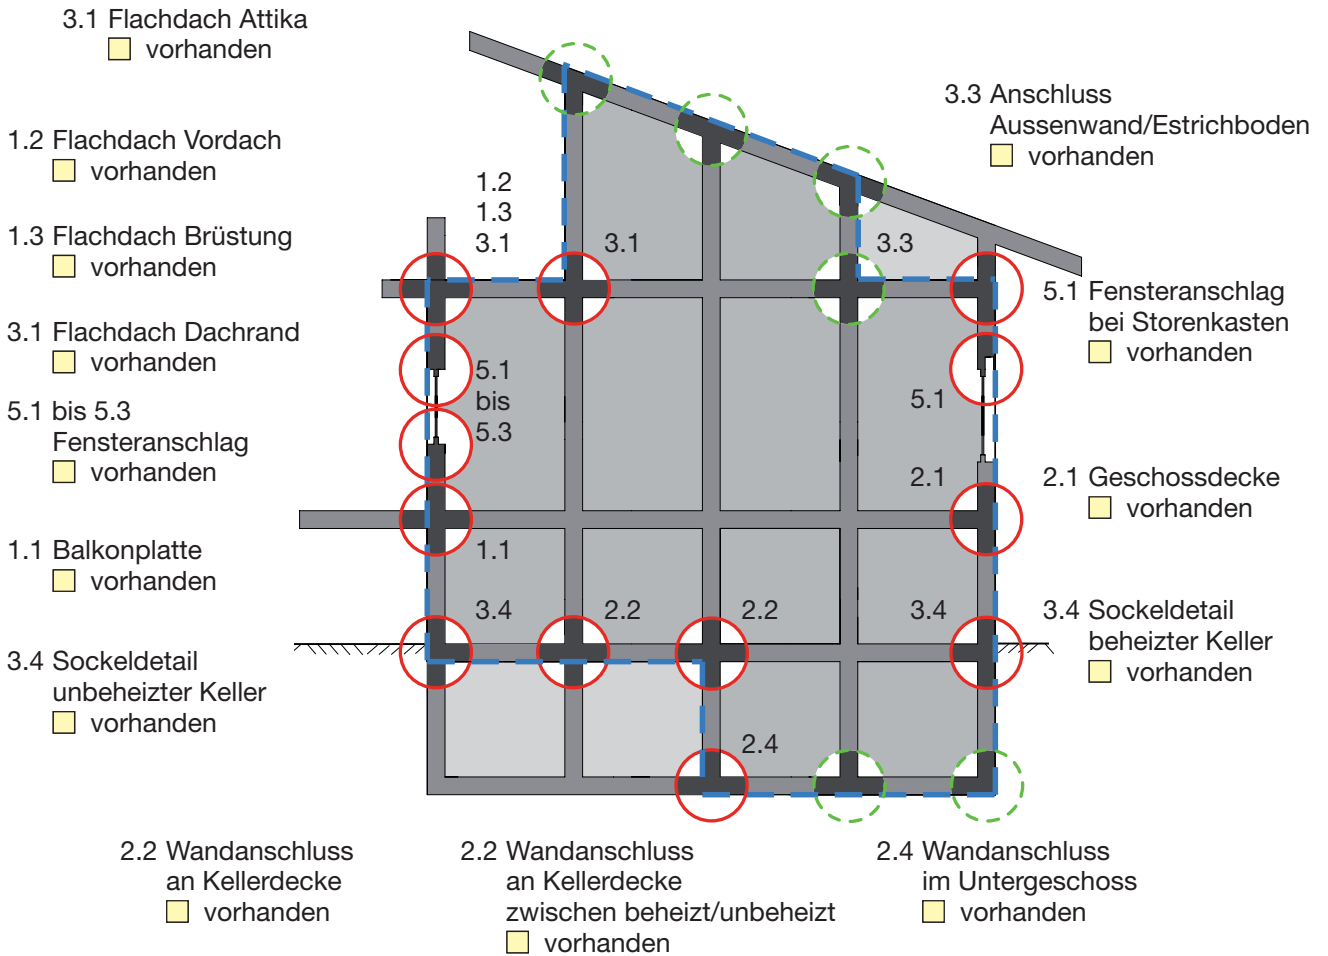 3.1 Flachdach Attika
vorhanden
1.2 Flachdach Vordach
vorhanden
1.3 Flachdach Brüstung
vorhanden
3.1 Flachdach Dachrand
vorhanden
5.1 bis 5.3
Fensteranschlag
vorhanden
1.1 Balkonplatte
vorhanden
3.4 Sockeldetail
unbeheizter Keller
vorhanden
1.2
1.3
3.1
3.1
3.3
5.1
bis
5.3
5.1
2.1
1.1
3.4
2.2
2.2
3.4
2.4
3.3 Anschluss
Aussenwand/Estrichboden
vorhanden
5.1 Fensteranschlag
bei Storenkasten
vorhanden
2.1 Geschossdecke
vorhanden
3.4 Sockeldetail
beheizter Keller
vorhanden
2.2 Wandanschluss
an Kellerdecke
vorhanden
2.2 Wandanschluss
an Kellerdecke
zwischen beheizt/unbeheizt
vorhanden
2.4 Wandanschluss
im Untergeschoss
vorhanden